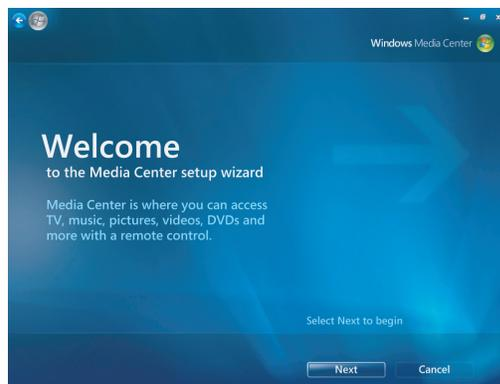 Windows Media Center
Welcome
to the Media Center setup wizard
Media Center is where you can access
TV, music, pictures, videos, DVDs and
more with a remote control.
Select Next to begin
Next Cancel